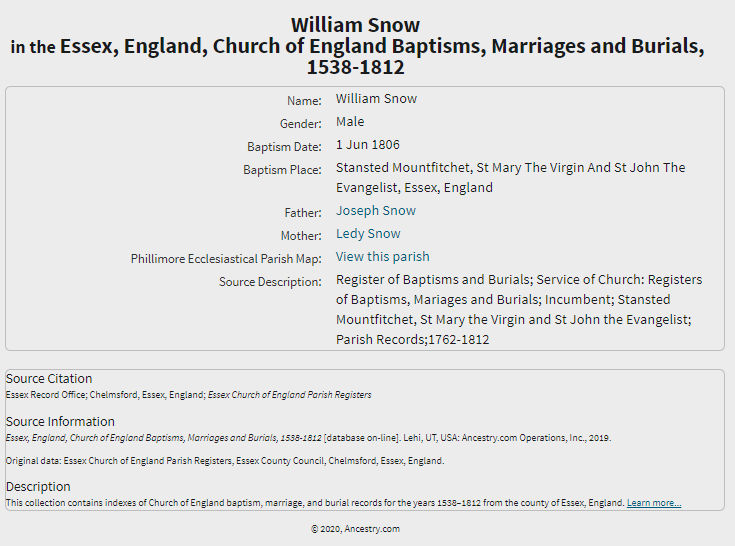 William Snow
in the Essex, England, Church of England Baptisms, Marriages and Burials,
1538-1812
Name: William Snow
Gender: Male
Baptism Date: 1 Jun 1806
Baptism Place: Stansted Mountfitchet, St Mary The Virgin And St John The
Evangelist, Essex, England
Father: Joseph Snow
Mother: Ledy Snow
Phillimore Ecclesiastical Parish Map: View this parish
Source Description: Register of Baptisms and Burials; Service of Church: Registers
of Baptisms, Mariages and Burials; Incumbent; Stansted
Mountfitchet, St Mary the Virgin and St John the Evangelist;
Parish Records;1762-1812
Source Citation
Essex Record Office; Chelmsford, Essex, England; Essex Church of England Parish Registers
Source Information
Essex, England, Church of England Baptisms, Marriages and Burials, 1538-1812 [database on-line]. Lehi, UT, USA: Ancestry.com Operations, Inc., 2019.
Original data: Essex Church of England Parish Registers, Essex County Council, Chelmsford, Essex, England.
Description
This collection contains indexes of Church of England baptism, marriage, and burial records for the years 1538–1812 from the county of Essex, England. Learn more...
© 2020, Ancestry.com